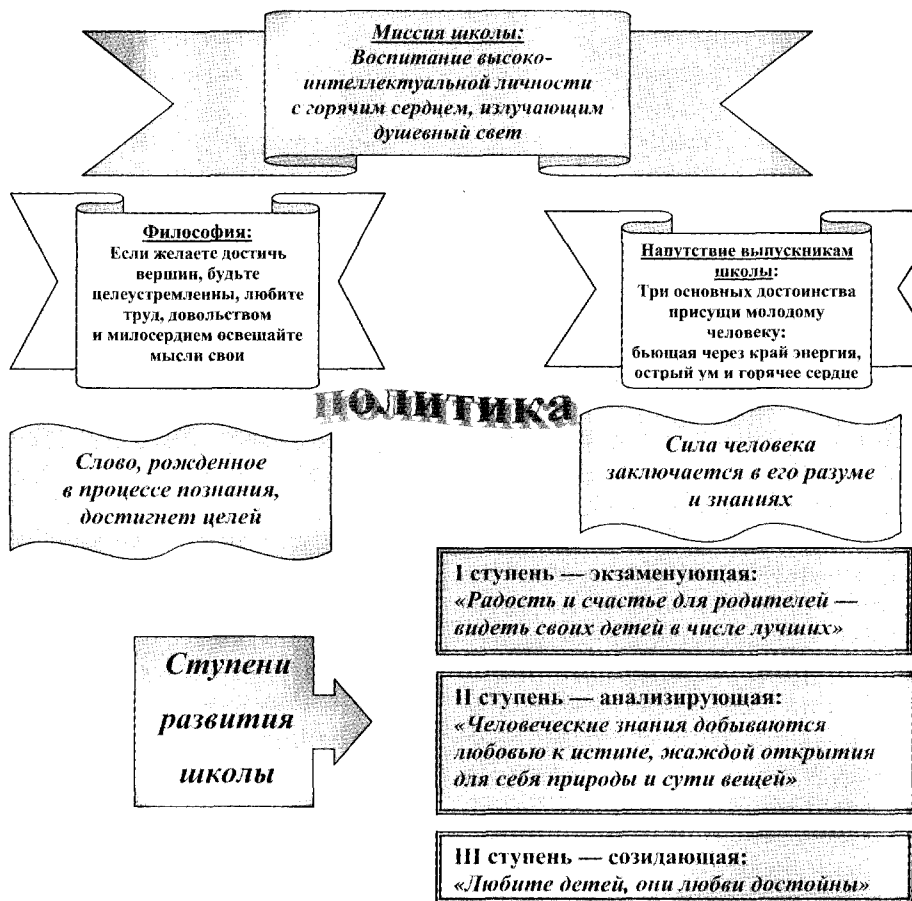 Миссия школы:
Воспитание высоко-
интеллектуальной личности
с горячим сердцем, излучающим
душевный свет
Философия:
Если желаете достичь
вершин, будьте
целеустремленны, любите
труд, довольством
и милосердием освещайте
мысли свои
Напутствие выпускникам
школы:
Три основных достоинства
присущи молодому
человеку:
бьющая через край энергия,
острый ум и горячее сердце
политика
Слово, рожденное
в процессе познания,
достигнет целей
Сила человека
заключается в его разуме
и знаниях
Ступени
развития
школы
I ступень — экзаменующая:
«Радость и счастье для родителей —
видеть своих детей в числе лучших»
II ступень — анализирующая:
«Человеческие знания добываются
любовью к истине, жаждой открытия
для себя природы и сути вещей»
III ступень — созидающая:
«Любите детей, они любви достойны»